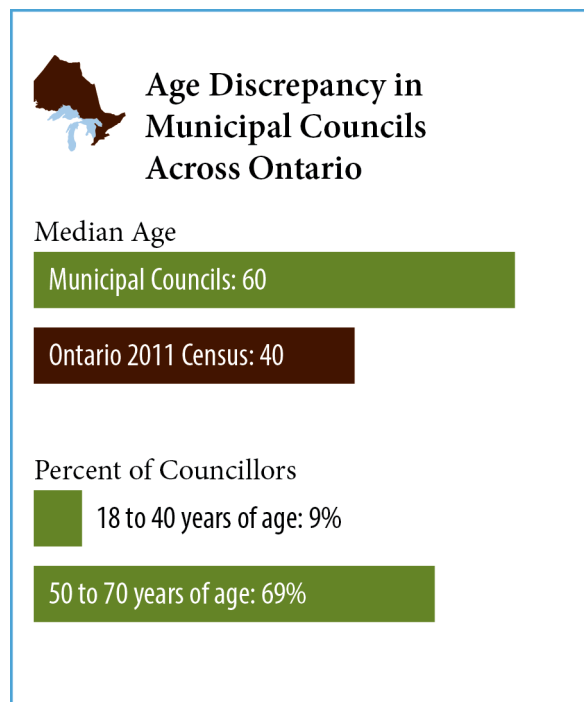 Age Discrepancy in
Municipal Councils
Across Ontario
Median Age
Municipal Councils: 60
Ontario 2011 Census: 40
Percent of Councillors
18 to 40 years of age: 9%
50 to 70 years of age: 69%